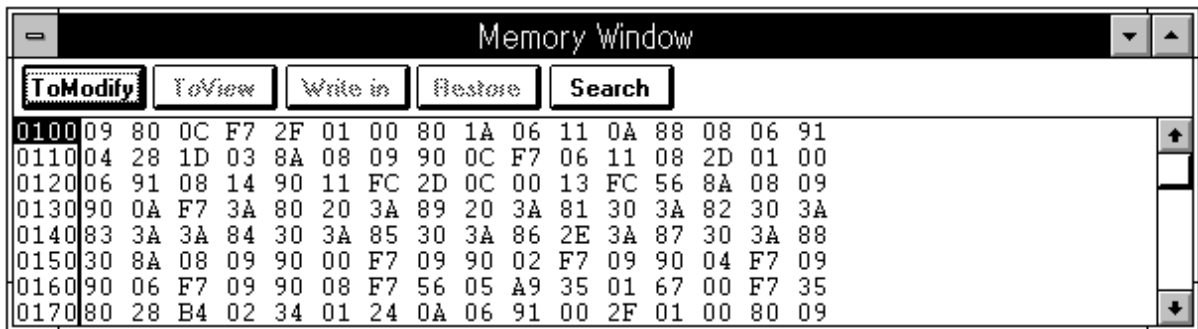 Memory Window
ToModify ToView Write in Restore Search
0100 09 80 0C F7 2F 01 00 80 1A 06 11 0A 88 08 06 91
0110 04 28 1D 03 8A 08 09 90 0C F7 06 11 08 2D 01 00
0120 06 91 08 14 90 11 FC 2D 0C 00 13 FC 56 8A 08 09
0130 90 0A F7 3A 80 20 3A 89 20 3A 81 30 3A 82 30 3A
0140 83 3A 3A 84 30 3A 85 30 3A 86 2E 3A 87 30 3A 88
0150 30 8A 08 09 90 00 F7 09 90 02 F7 09 90 04 F7 09
0160 90 06 F7 09 90 08 F7 56 05 A9 35 01 67 00 F7 35
0170 80 28 B4 02 34 01 24 0A 06 91 00 2F 01 00 80 09